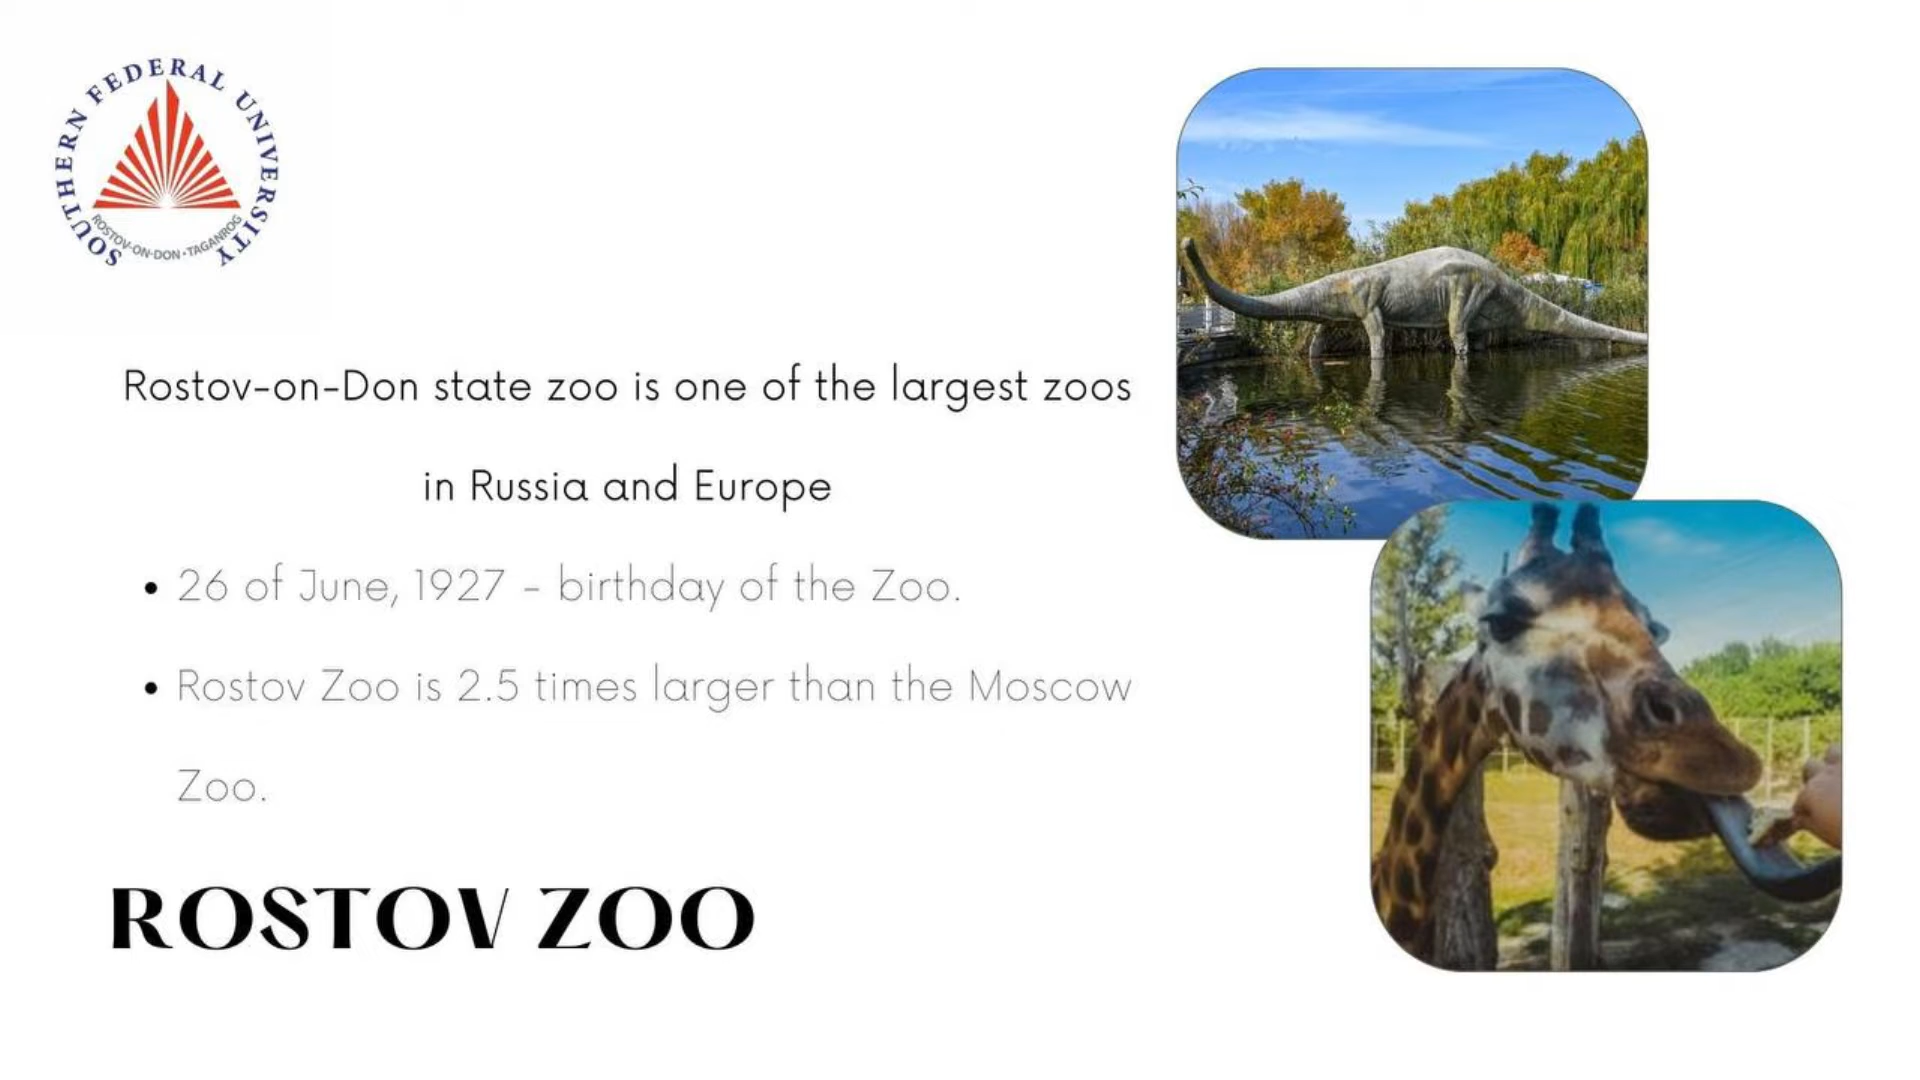 SOUTHERN FEDERAL UNIVERSITY
ROSTOV-ON-DON • TAGANROG
Rostov-on-Don state zoo is one of the largest zoos
in Russia and Europe
• 26 of June, 1927 - birthday of the Zoo.
• Rostov Zoo is 2.5 times larger than the Moscow
Zoo.
ROSTOV ZOO